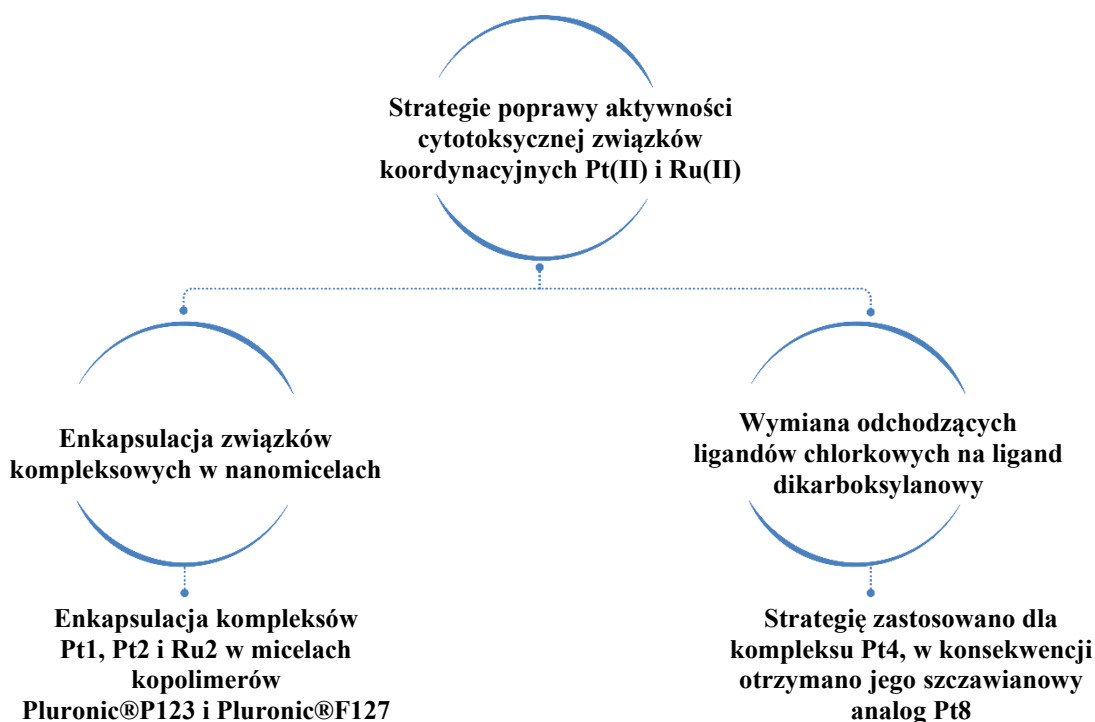 Strategie poprawy aktywności
cytotoksycznej związków
koordynacyjnych Pt(II) i Ru(II)
Enkapsulacja związków
kompleksowych w nanomicelach
Wymiana odchodzących
ligandów chlorkowych na ligand
dikarboksylanowy
Enkapsulacja kompleksów
Pt1, Pt2 i Ru2 w micelach
kopolimerów
Pluronic®P123 i Pluronic®F127
Strategię zastosowano dla
kompleksu Pt4, w konsekwencji
otrzymano jego szczawianowy
analog Pt8